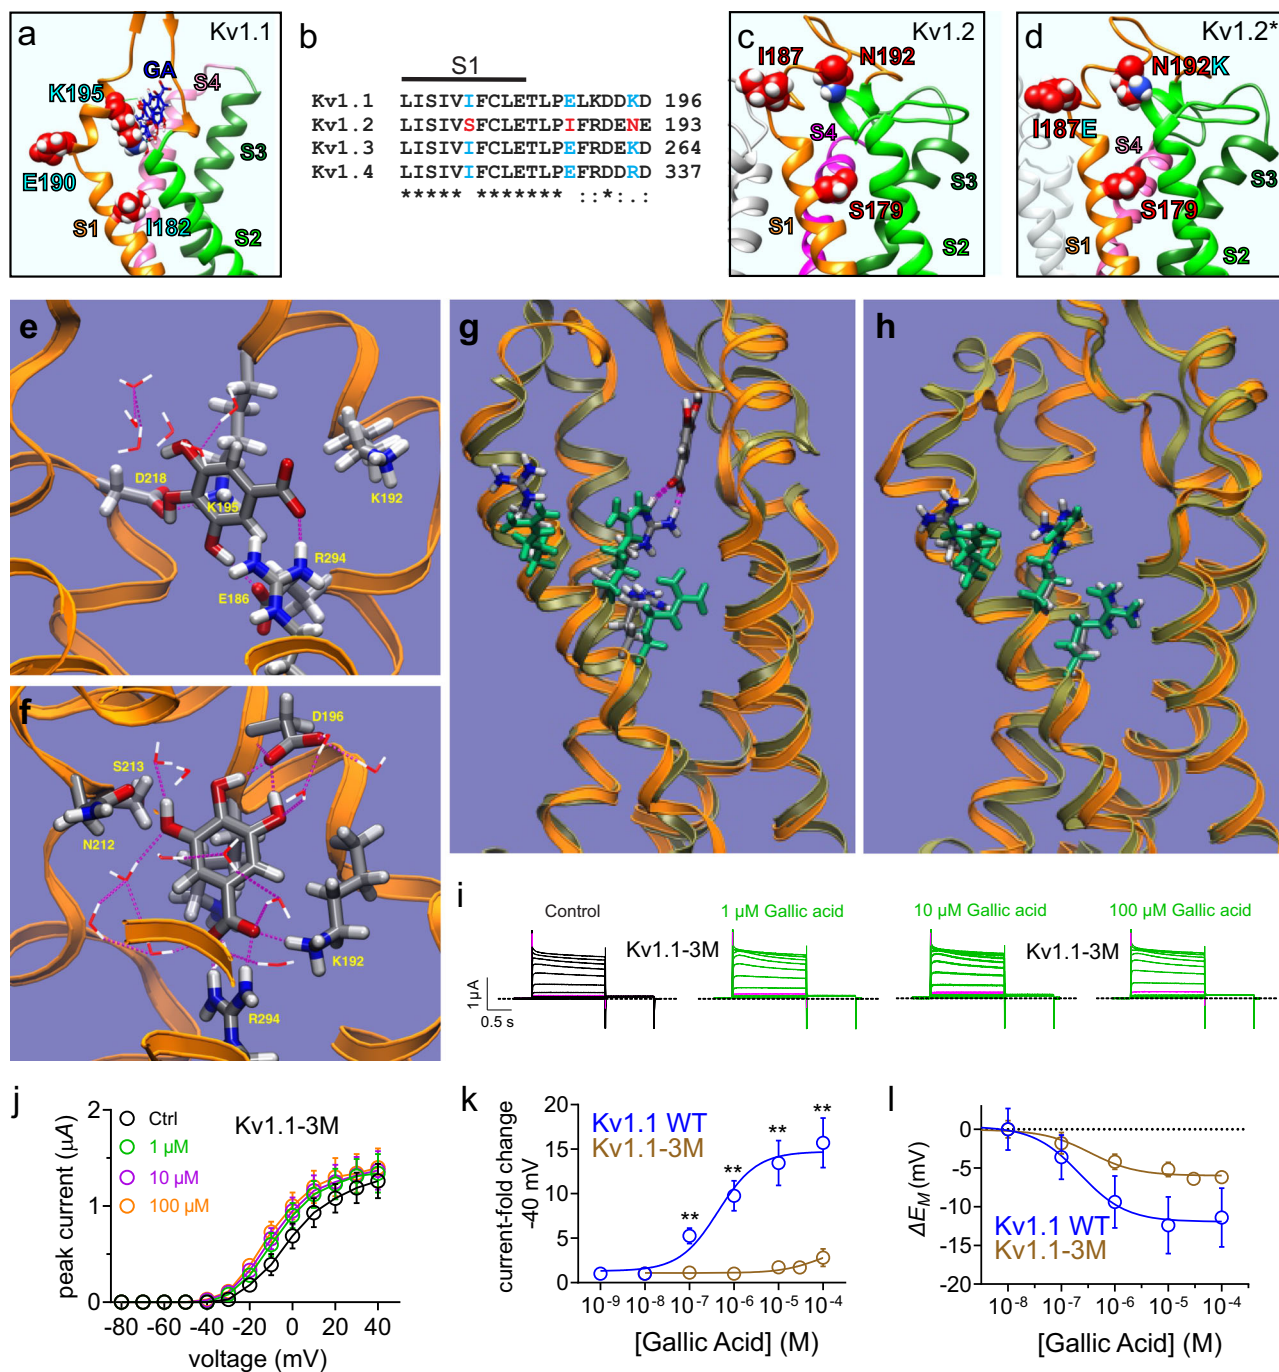 a Kv1.1
GA
S4
K195
S3
E190
I182
S1
S2
b
S1
Kv1.1 LISIVIFCLETLPELKDDKD 196
Kv1.2 LISIVSFCLETLPIFRDENE 193
Kv1.3 LISIVIFCLETLPEFRDEKD 264
Kv1.4 LISIVIFCLETLPEFRDDRD 337
***** ******* ::*:.:
c Kv1.2
I187 N192
S4
S3
S179
S1
S2
d Kv1.2*
N192K
I187E
S4
S3
S179
S1
S2
e
D218
K195
K192
R294
E186
f
D196
S213
N212
K192
R294
g
h
i
Control 1 µM Gallic acid 10 µM Gallic acid 100 µM Gallic acid
Kv1.1-3M Kv1.1-3M
1 µA
0.5 s
j
Kv1.1-3M
Ctrl
1 µM
10 µM
100 µM
peak current (µA)
2
1
0
-80 -60 -40 -20 0 20 40
voltage (mV)
k
Kv1.1 WT
Kv1.1-3M
current-fold change
-40 mV
20
15
10
5
0
** ** ** **
10-9 10-8 10-7 10-6 10-5 10-4
[Gallic Acid] (M)
l
ΔEM (mV)
0
-5
-10
-15
-20
Kv1.1 WT
Kv1.1-3M
10-8 10-7 10-6 10-5 10-4
[Gallic Acid] (M)